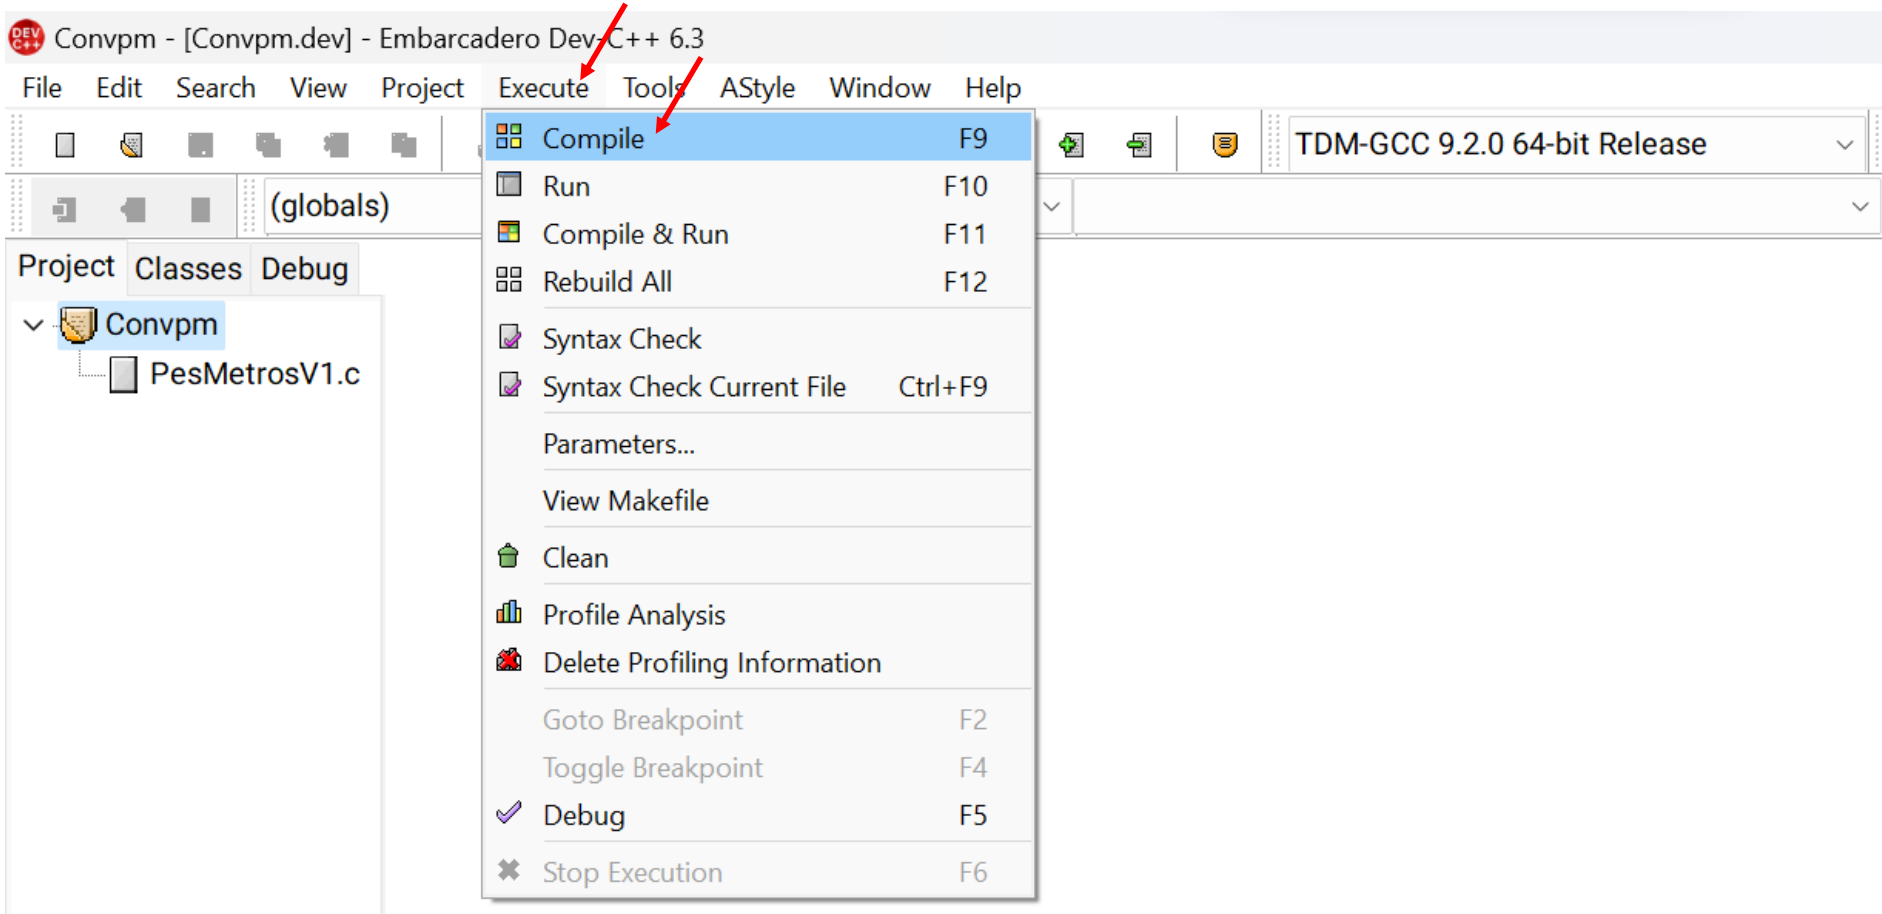 DEV C++ Convpm - [Convpm.dev] - Embarcadero Dev-C++ 6.3
File Edit Search View Project Execute Tools AStyle Window Help
TDM-GCC 9.2.0 64-bit Release
(globals)
Project Classes Debug
Convpm
PesMetrosV1.c
Compile F9
Run F10
Compile & Run F11
Rebuild All F12
Syntax Check
Syntax Check Current File Ctrl+F9
Parameters...
View Makefile
Clean
Profile Analysis
Delete Profiling Information
Goto Breakpoint F2
Toggle Breakpoint F4
Debug F5
Stop Execution F6